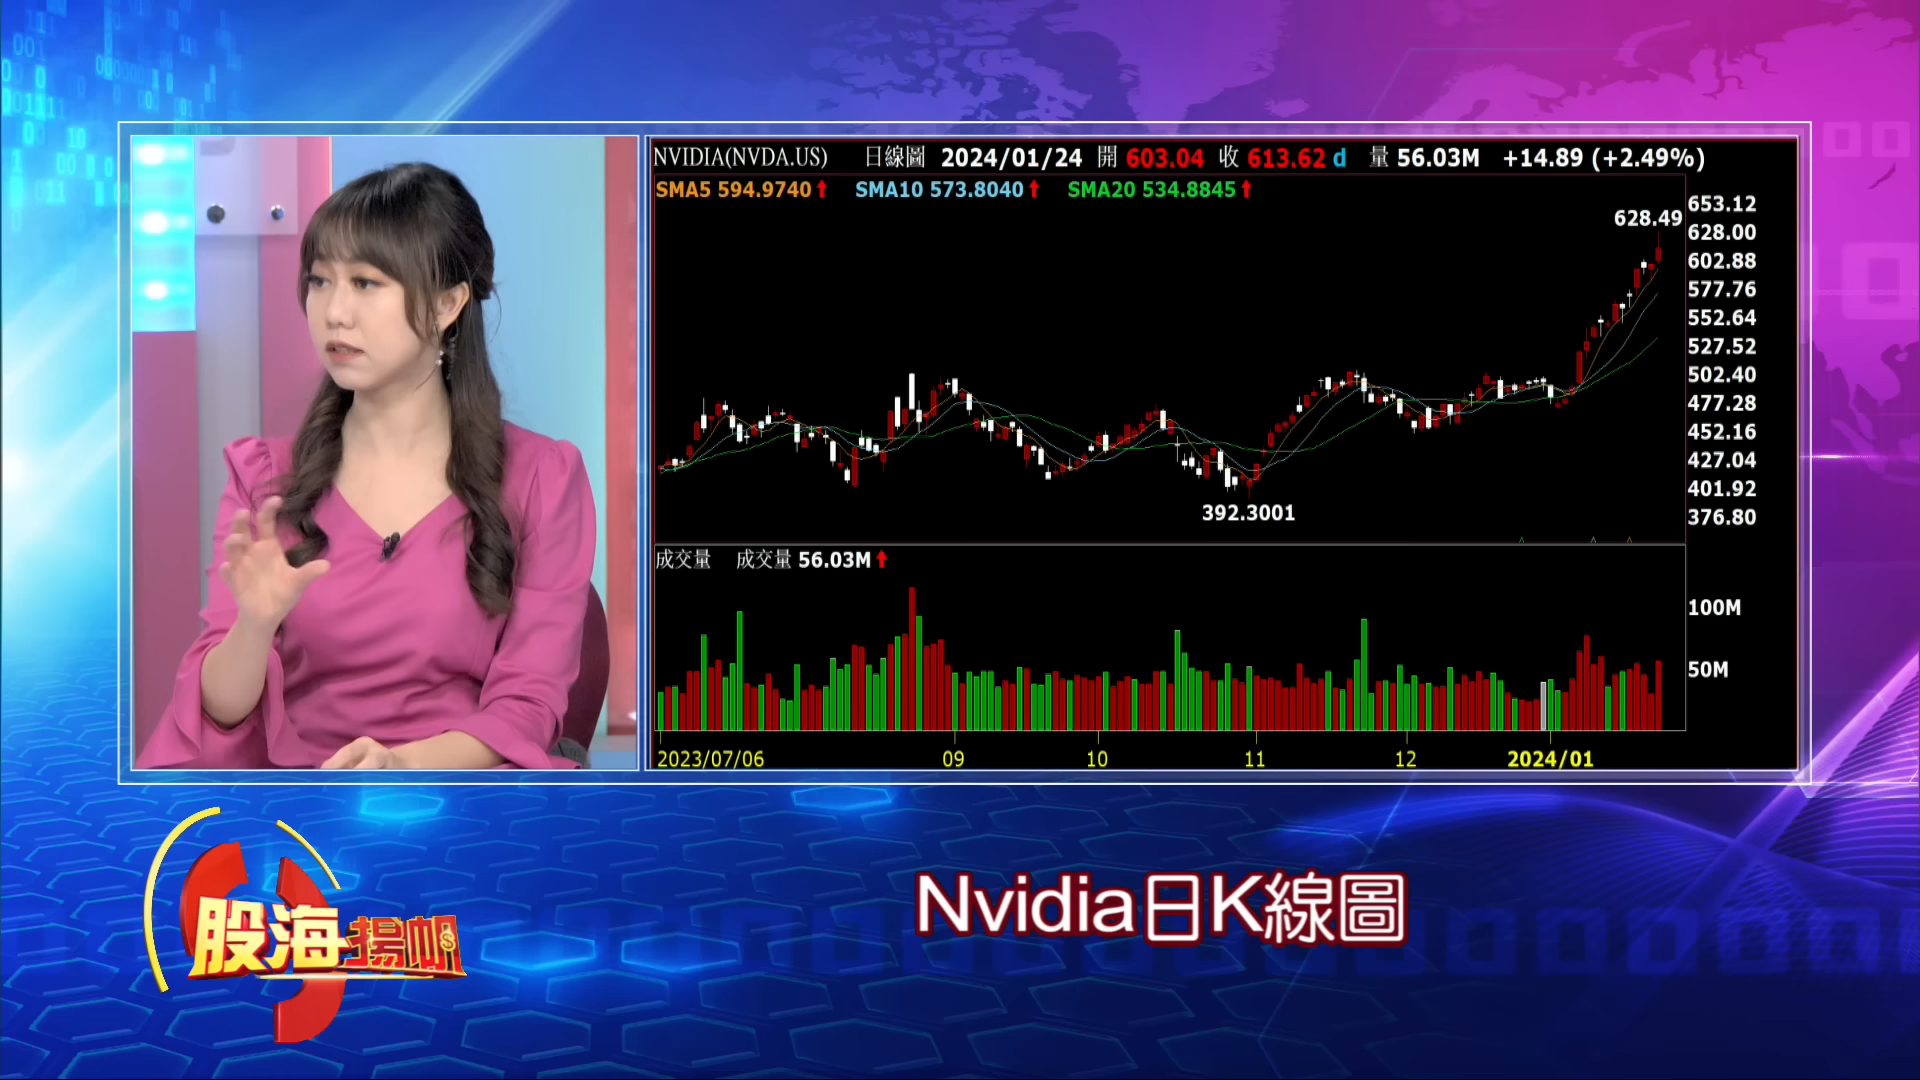 NVIDIA(NVDA.US) 日線圖 2024/01/24 開 603.04 收 613.62 d 量 56.03M +14.89 (+2.49%)
SMA5 594.9740↑ SMA10 573.8040↑ SMA20 534.8845↑
653.12
628.49
628.00
602.88
577.76
552.64
527.52
502.40
477.28
452.16
427.04
401.92
392.3001
376.80
成交量 成交量 56.03M↑
100M
50M
2023/07/06 09 10 11 12 2024/01
股海揚帆
Nvidia日K線圖